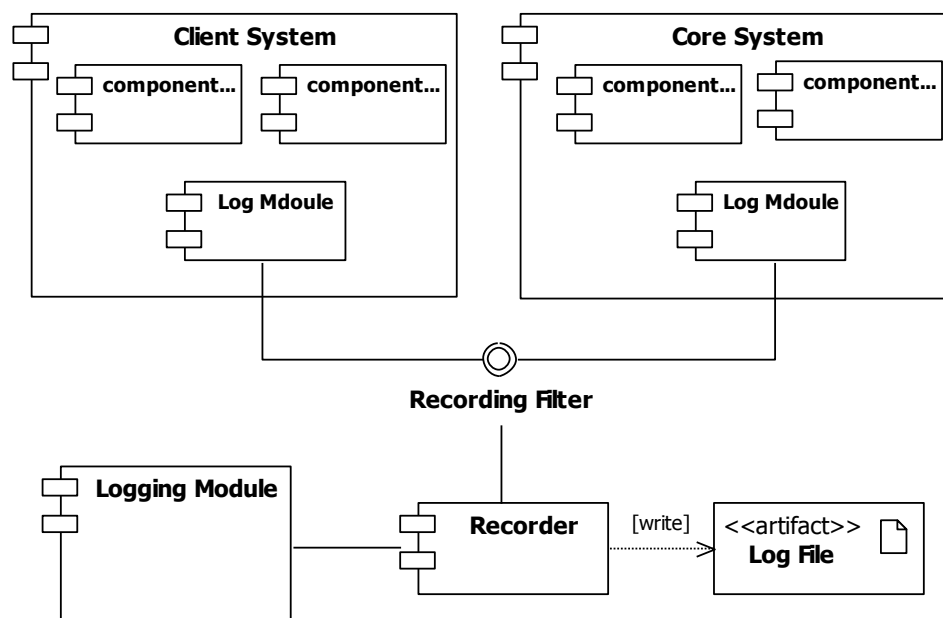 Client System
component...
component...
Log Mdoule
Core System
component...
component...
Log Mdoule
Recording Filter
Logging Module
Recorder
[write]
<<artifact>>
Log File